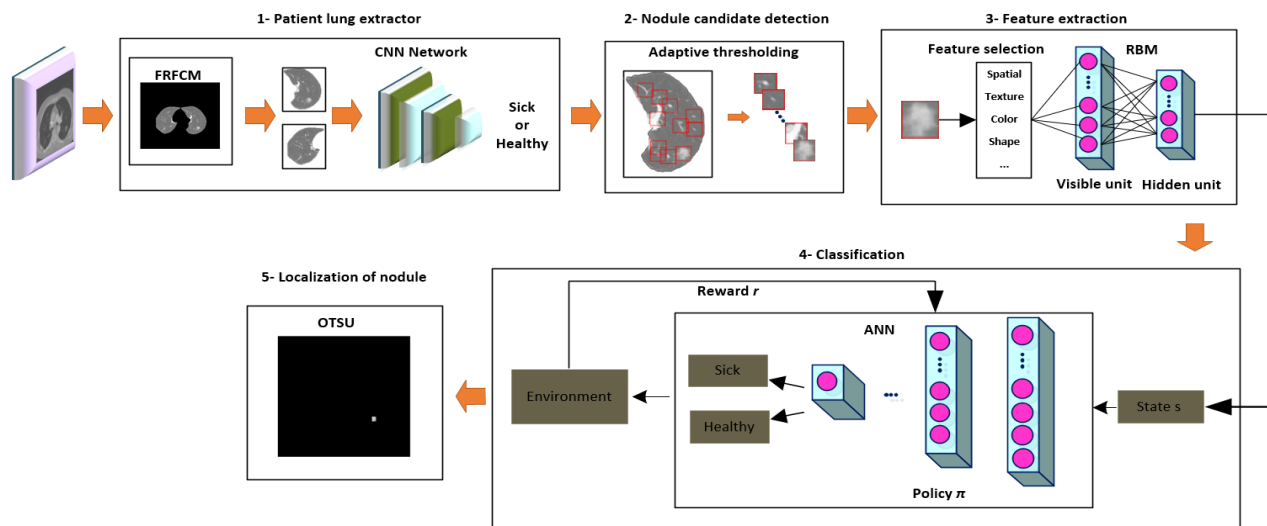 1- Patient lung extractor
FRFCM
CNN Network
Sick
or
Healthy
2- Nodule candidate detection
Adaptive thresholding
3- Feature extraction
Feature selection
RBM
Spatial
Texture
Color
Shape
...
Visible unit
Hidden unit
4- Classification
Reward r
ANN
Sick
Healthy
Environment
State s
Policy π
5- Localization of nodule
OTSU